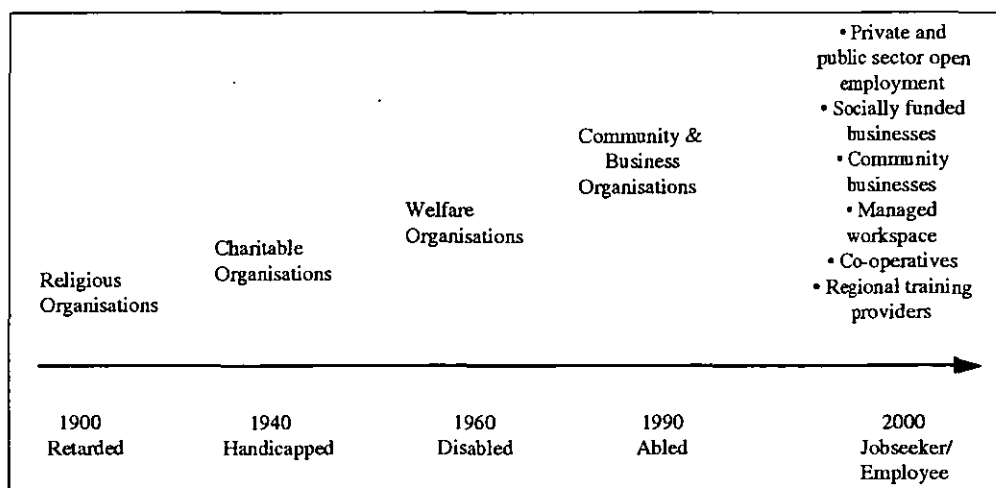 Religious
Organisations
Charitable
Organisations
Welfare
Organisations
Community &
Business
Organisations
• Private and
public sector open
employment
• Socially funded
businesses
• Community
businesses
• Managed
workspace
• Co-operatives
• Regional training
providers
1900
Retarded
1940
Handicapped
1960
Disabled
1990
Abled
2000
Jobseeker/
Employee